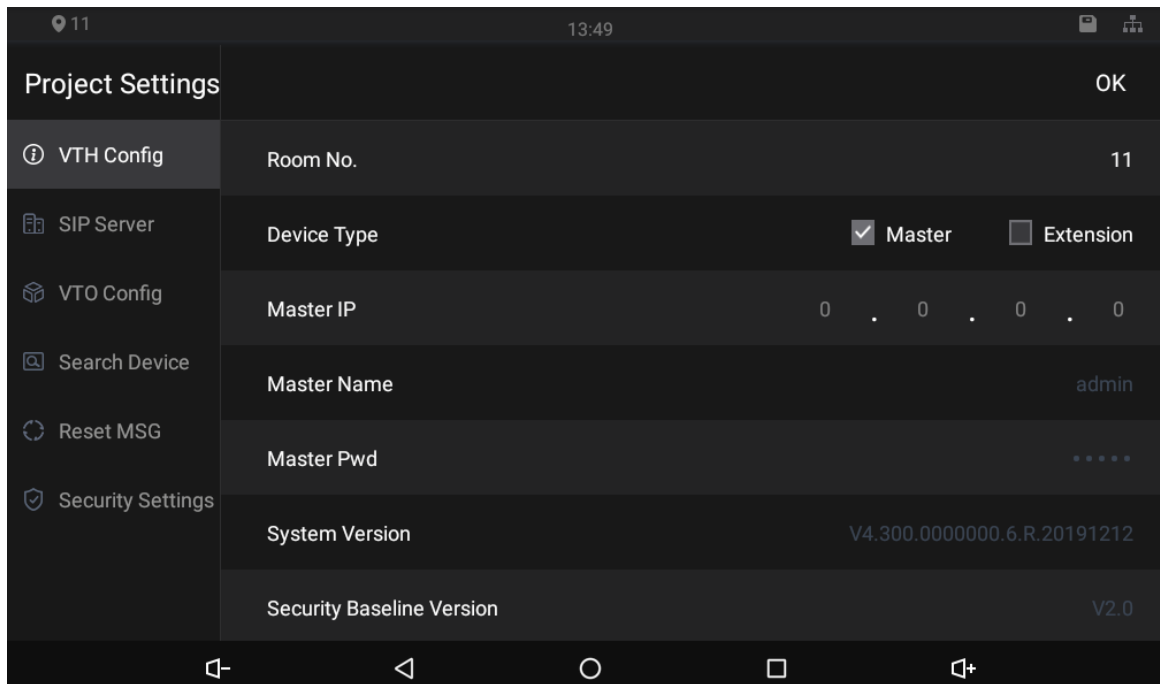 11 13:49
Project Settings OK
VTH Config
SIP Server
VTO Config
Search Device
Reset MSG
Security Settings
Room No. 11
Device Type Master Extension
Master IP 0 . 0 . 0 . 0
Master Name admin
Master Pwd •••••
System Version V4.300.0000000.6.R.20191212
Security Baseline Version V2.0